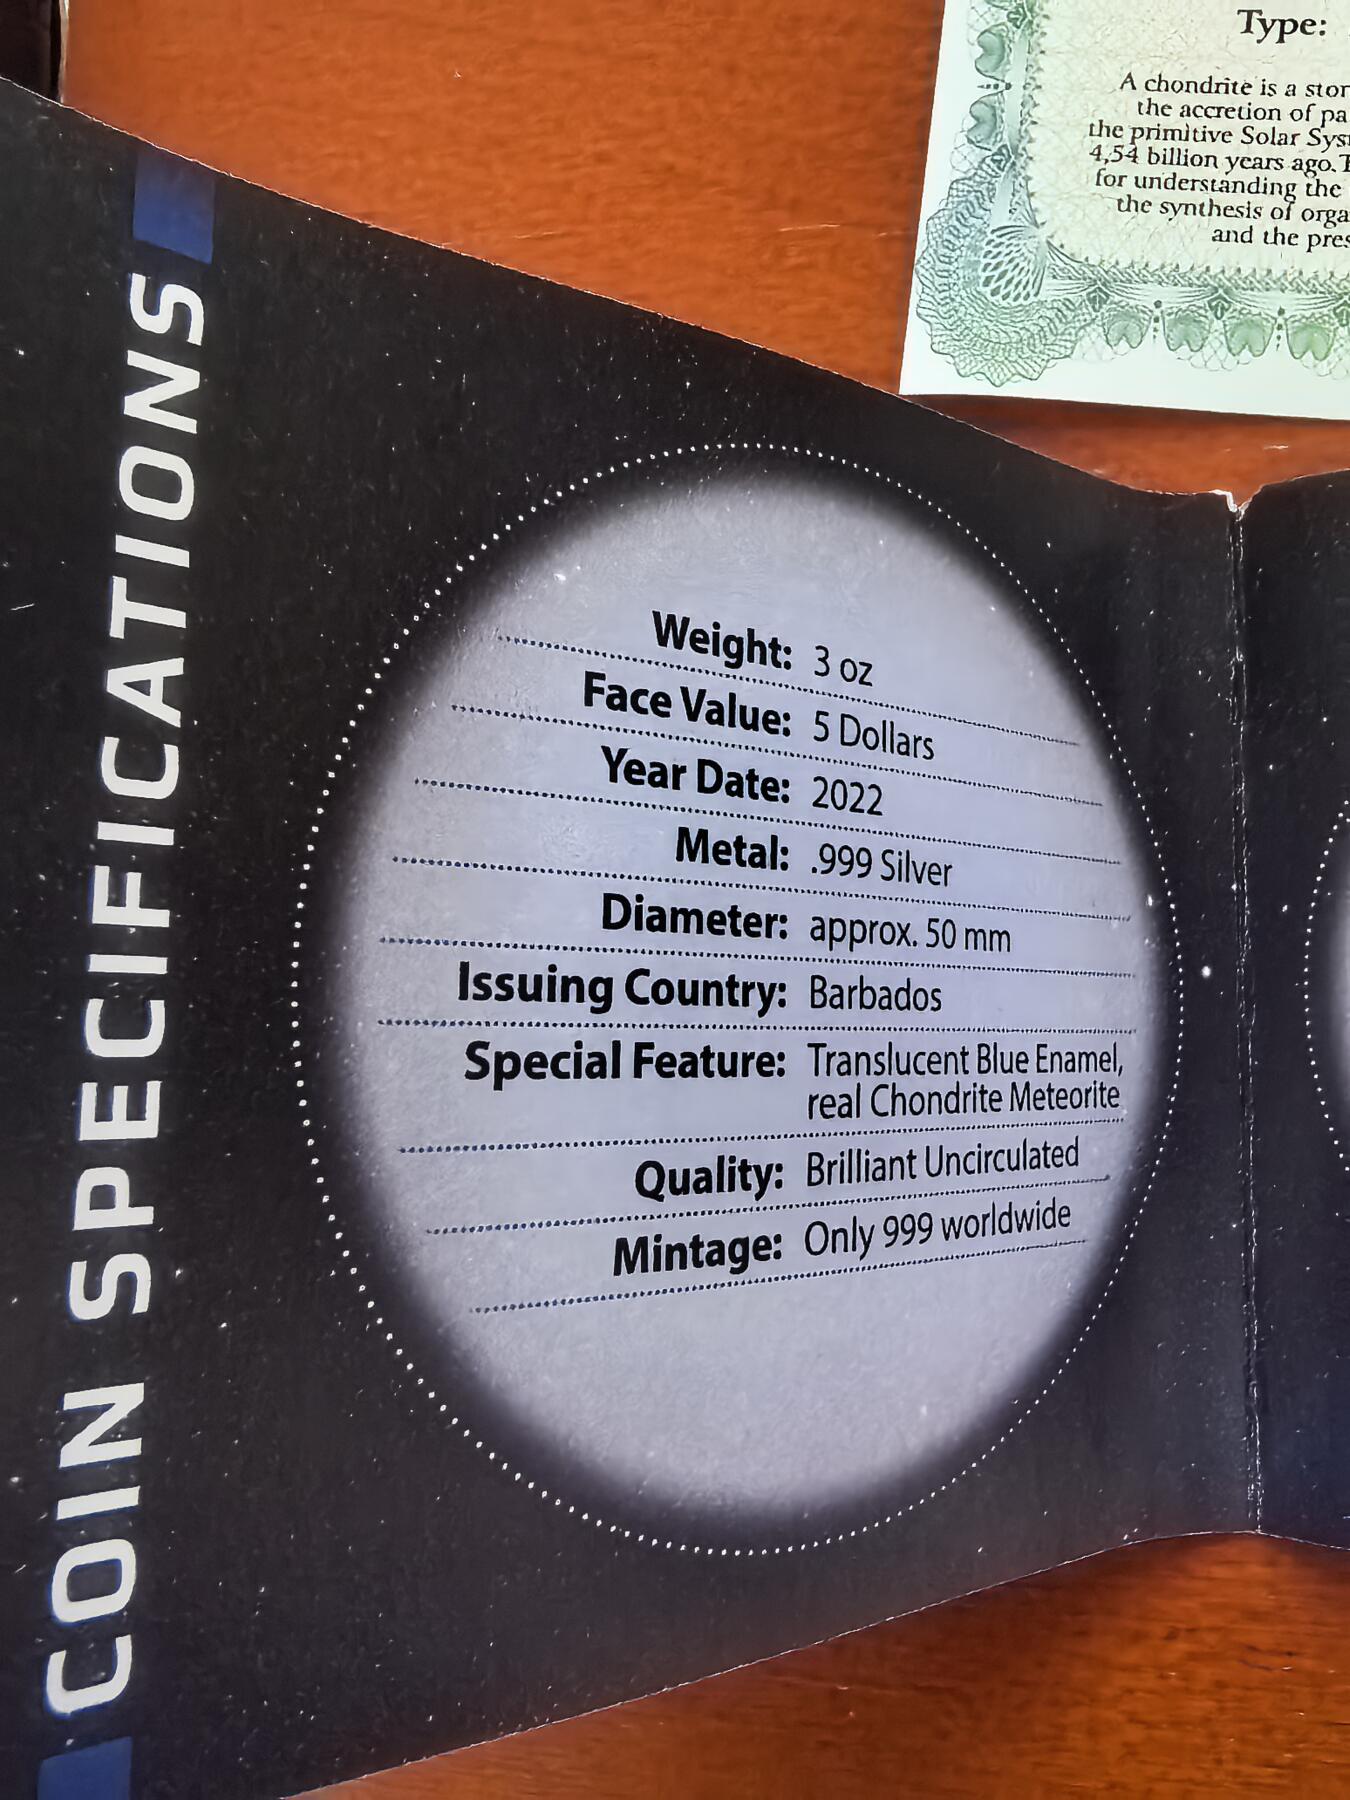 Type:
A chondrite is a stor
the accretion of pa
the primitive Solar Sys
4,54 billion years ago.
for understanding the
the synthesis of orga
and the pres
COIN SPECIFICATIONS
Weight: 3 oz
Face Value: 5 Dollars
Year Date: 2022
Metal: .999 Silver
Diameter: approx. 50 mm
Issuing Country: Barbados
Special Feature: Translucent Blue Enamel,
real Chondrite Meteorite
Quality: Brilliant Uncirculated
Mintage: Only 999 worldwide